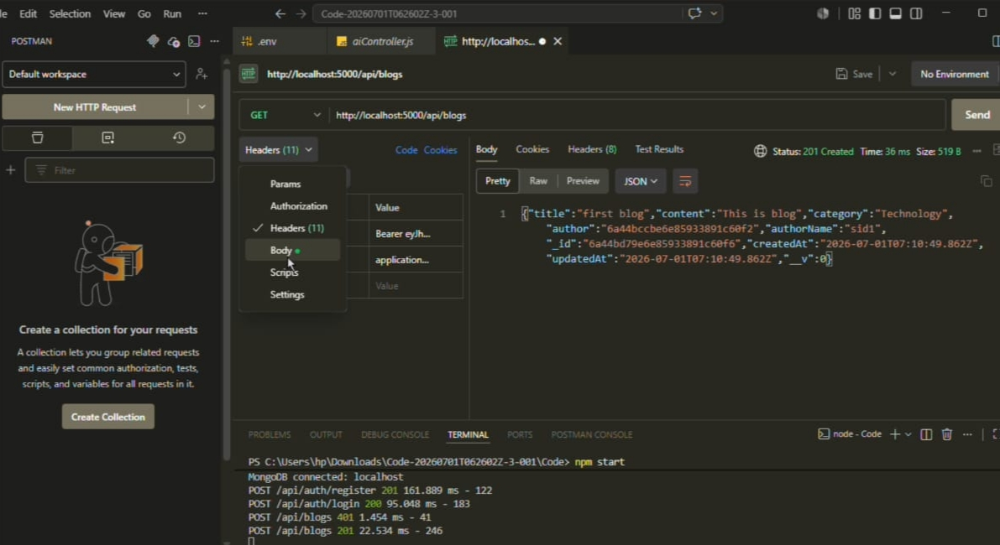 Edit Selection View Go Run ···
Code-20260701T062602Z-3-001
POSTMAN
.env
aiController.js
http://localhos...
Default workspace
http://localhost:5000/api/blogs
Save
No Environment
New HTTP Request
GET
http://localhost:5000/api/blogs
Send
Headers (11)
Code Cookies
Body Cookies Headers (8) Test Results
Status: 201 Created Time: 36 ms Size: 519 B
Filter
Params
Authorization
Headers (11)
Body
Scripts
Settings
Value
Bearer eyJh...
application...
Value
Pretty Raw Preview JSON
1 {"title":"first blog","content":"This is blog","category":"Technology",
"author":"6a44bccbe6e85933891c60f2","authorName":"sid1",
"_id":"6a44bd79e6e85933891c60f6","createdAt":"2026-07-01T07:10:49.862Z",
"updatedAt":"2026-07-01T07:10:49.862Z","__v":0}
Create a collection for your requests
A collection lets you group related requests
and easily set common authorization, tests,
scripts, and variables for all requests in it.
Create Collection
PROBLEMS OUTPUT DEBUG CONSOLE TERMINAL PORTS POSTMAN CONSOLE
node - Code
PS C:\Users\hp\Downloads\Code-20260701T062602Z-3-001\Code> npm start
MongoDB connected: localhost
POST /api/auth/register 201 161.889 ms - 122
POST /api/auth/login 200 95.048 ms - 183
POST /api/blogs 401 1.454 ms - 41
POST /api/blogs 201 22.534 ms - 246